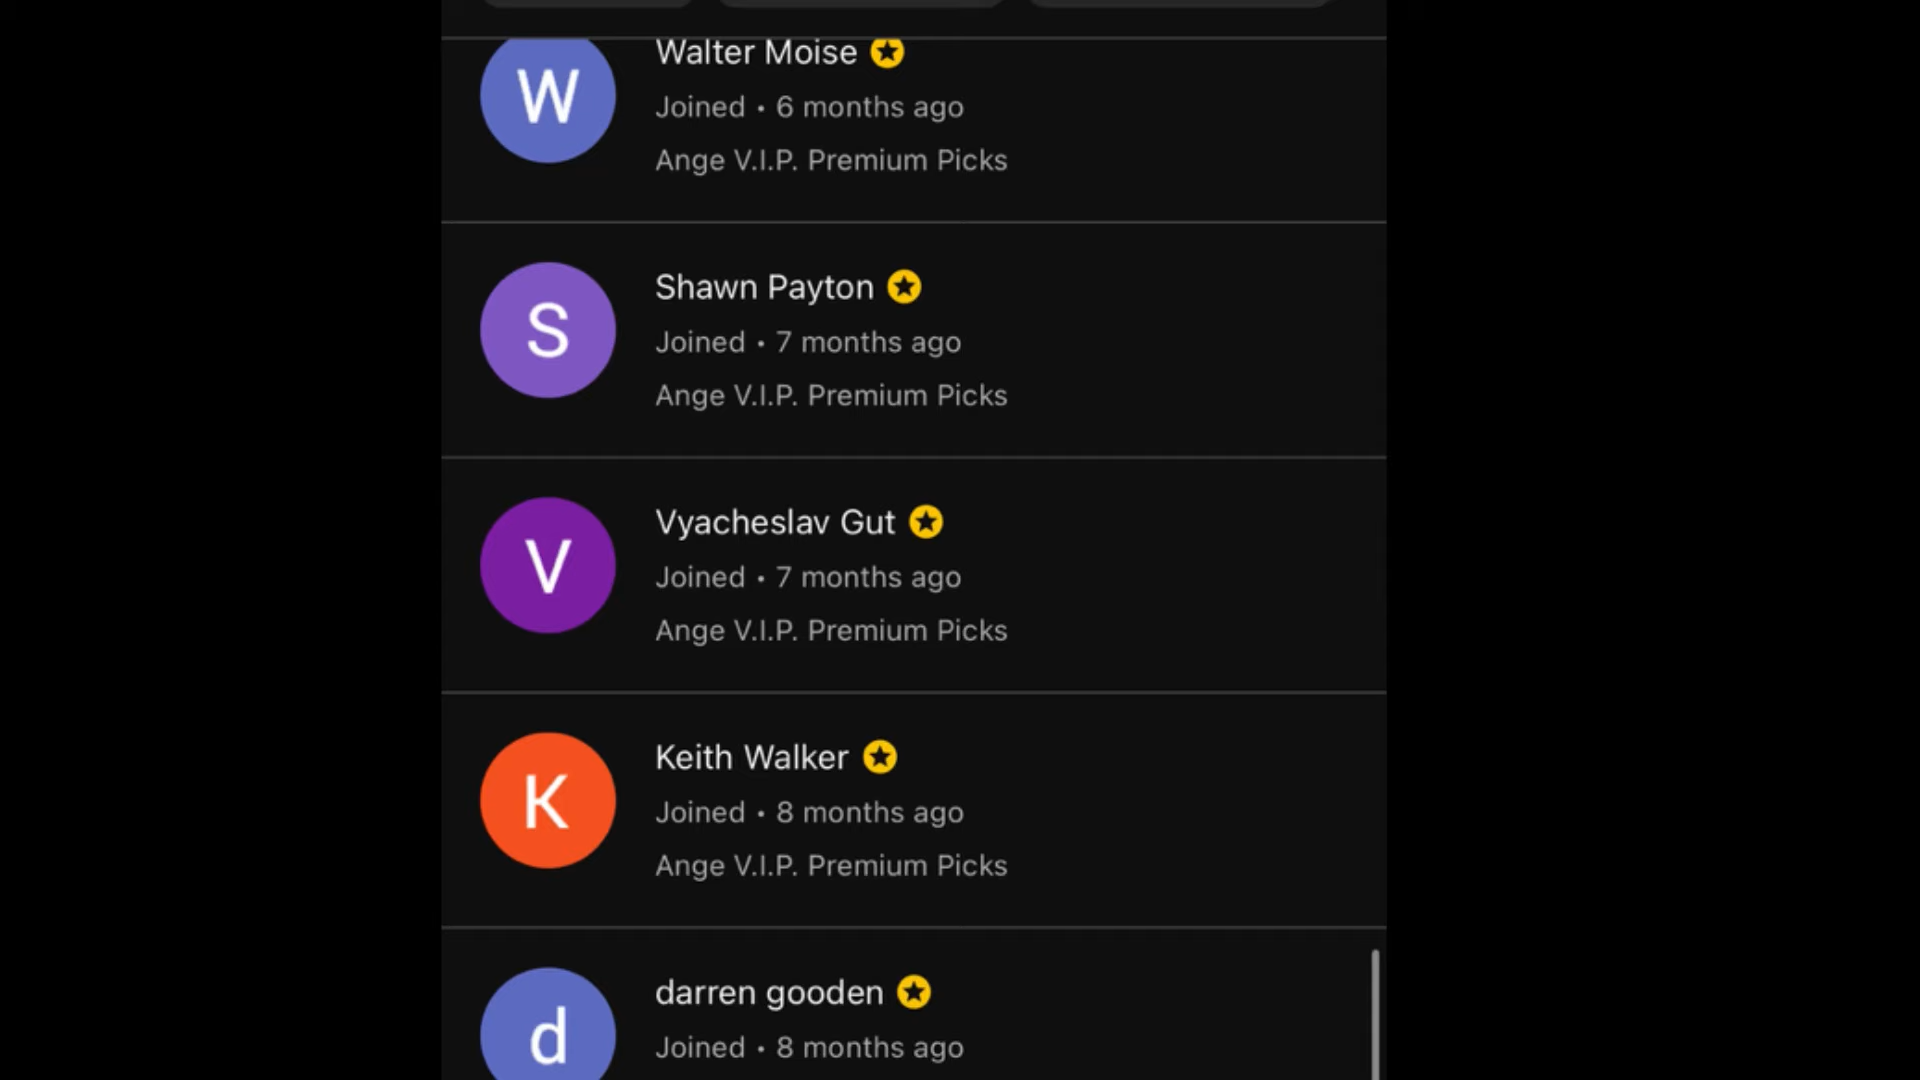 W
Walter Moise
Joined • 6 months ago
Ange V.I.P. Premium Picks
S
Shawn Payton
Joined • 7 months ago
Ange V.I.P. Premium Picks
V
Vyacheslav Gut
Joined • 7 months ago
Ange V.I.P. Premium Picks
K
Keith Walker
Joined • 8 months ago
Ange V.I.P. Premium Picks
d
darren gooden
Joined • 8 months ago